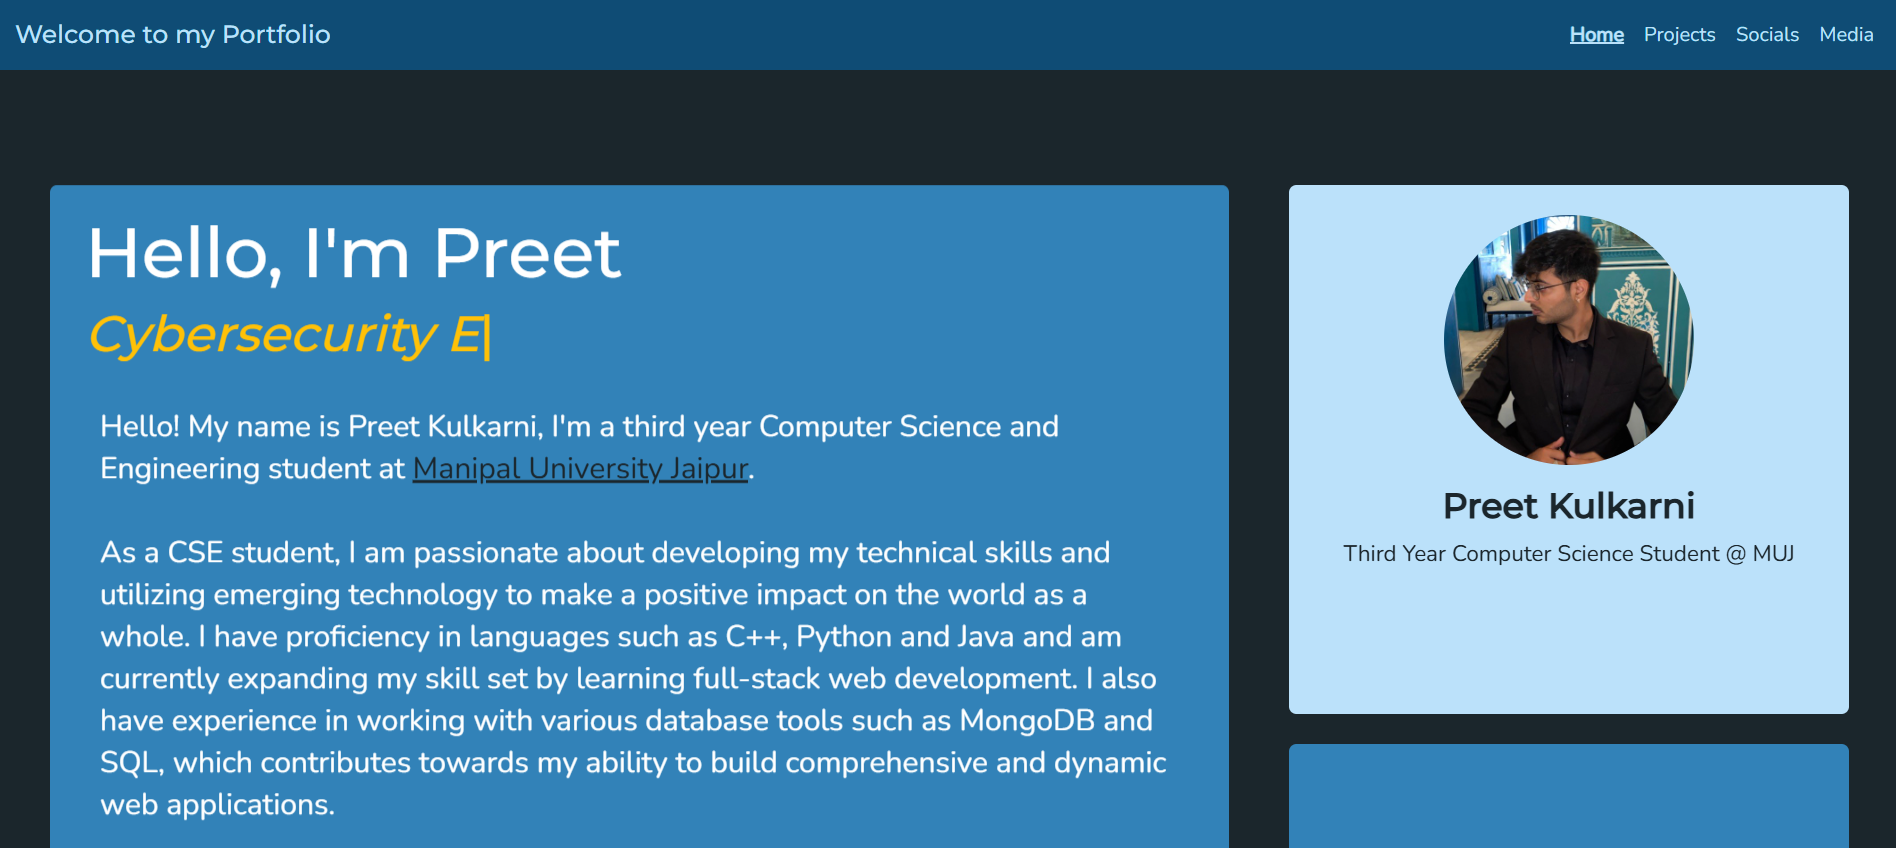 Welcome to my Portfolio
Home Projects Socials Media
Hello, I'm Preet
Cybersecurity E|
Hello! My name is Preet Kulkarni, I'm a third year Computer Science and
Engineering student at Manipal University Jaipur.
As a CSE student, I am passionate about developing my technical skills and
utilizing emerging technology to make a positive impact on the world as a
whole. I have proficiency in languages such as C++, Python and Java and am
currently expanding my skill set by learning full-stack web development. I also
have experience in working with various database tools such as MongoDB and
SQL, which contributes towards my ability to build comprehensive and dynamic
web applications.
Preet Kulkarni
Third Year Computer Science Student @ MUJ